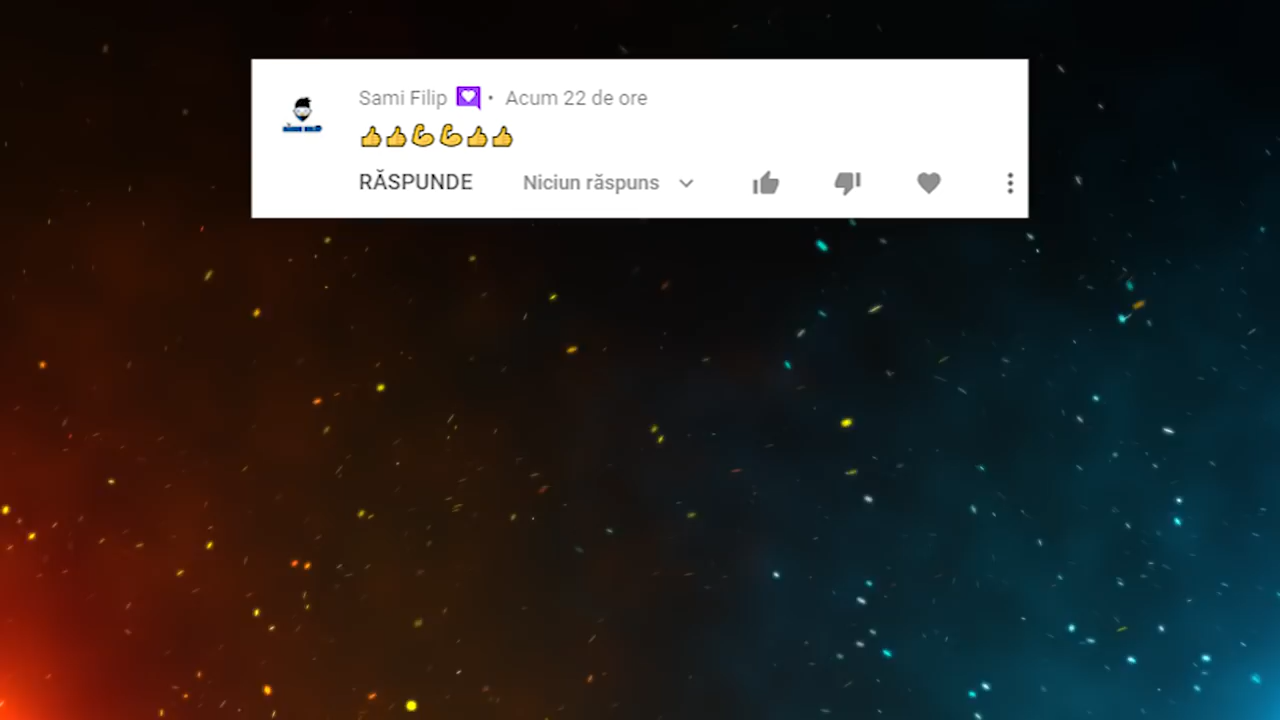 Sami Filip • Acum 22 de ore
👍👍💪💪👍👍
RĂSPUNDE Niciun răspuns